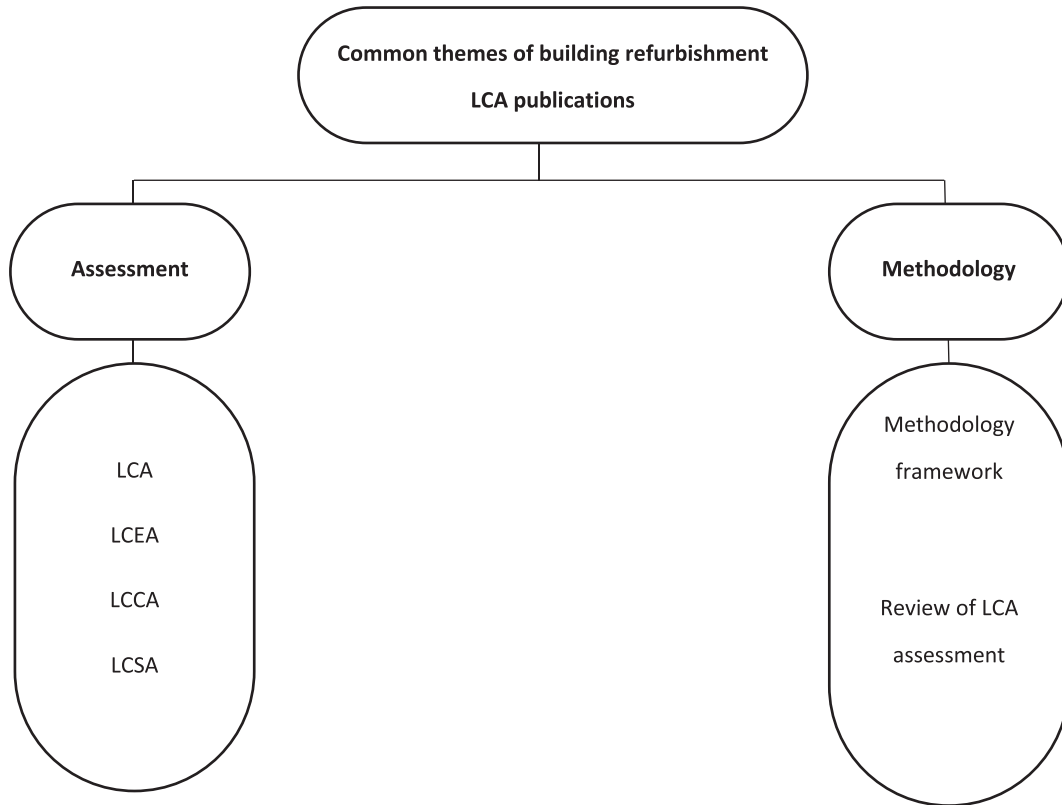 Common themes of building refurbishment
LCA publications
Assessment
Methodology
LCA
LCEA
LCCA
LCSA
Methodology
framework
Review of LCA
assessment